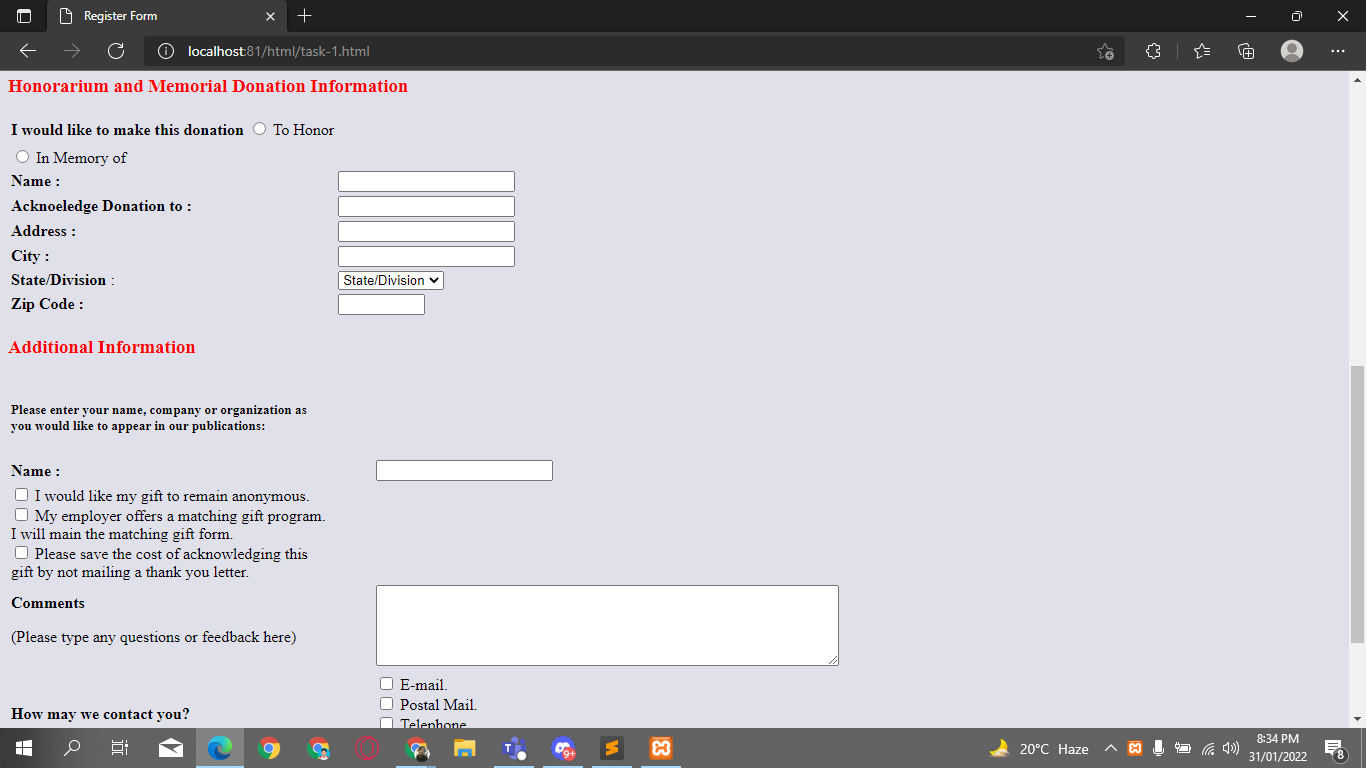 Register Form
localhost:81/html/task-1.html
Honorarium and Memorial Donation Information
I would like to make this donation To Honor
In Memory of
Name :
Acknoeledge Donation to :
Address :
City :
State/Division : State/Division
Zip Code :
Additional Information
Please enter your name, company or organization as
you would like to appear in our publications:
Name :
I would like my gift to remain anonymous.
My employer offers a matching gift program.
I will main the matching gift form.
Please save the cost of acknowledging this
gift by not mailing a thank you letter.
Comments
(Please type any questions or feedback here)
E-mail.
Postal Mail.
How may we contact you?
Telephone
9+
20°C Haze
8:34 PM
31/01/2022
8